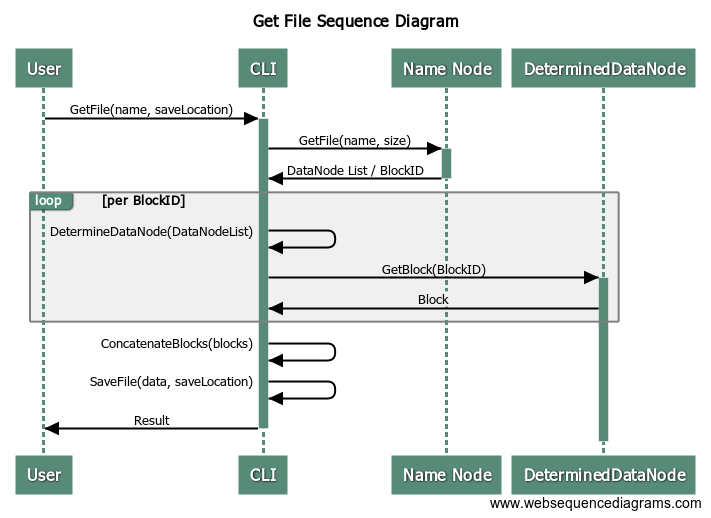 Get File Sequence Diagram
User
CLI
Name Node
DeterminedDataNode
GetFile(name, saveLocation)
GetFile(name, size)
DataNode List / BlockID
loop
[per BlockID]
DetermineDataNode(DataNodeList)
GetBlock(BlockID)
Block
ConcatenateBlocks(blocks)
SaveFile(data, saveLocation)
Result
User
CLI
Name Node
DeterminedDataNode
www.websequencediagrams.com